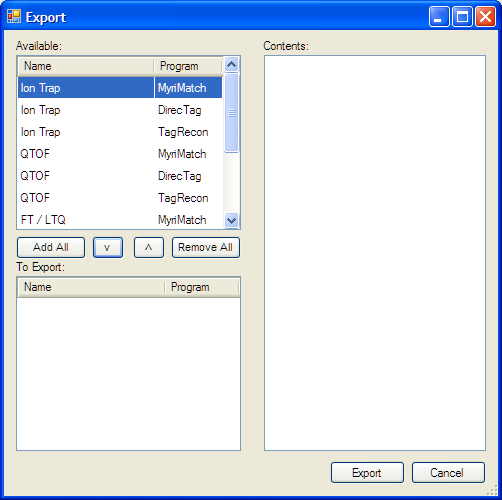 Export
Available:
Contents:
Name Program
Ion Trap MyriMatch
Ion Trap DirecTag
Ion Trap TagRecon
QTOF MyriMatch
QTOF DirecTag
QTOF TagRecon
FT / LTQ MyriMatch
Add All v ^ Remove All
To Export:
Name Program
Export Cancel